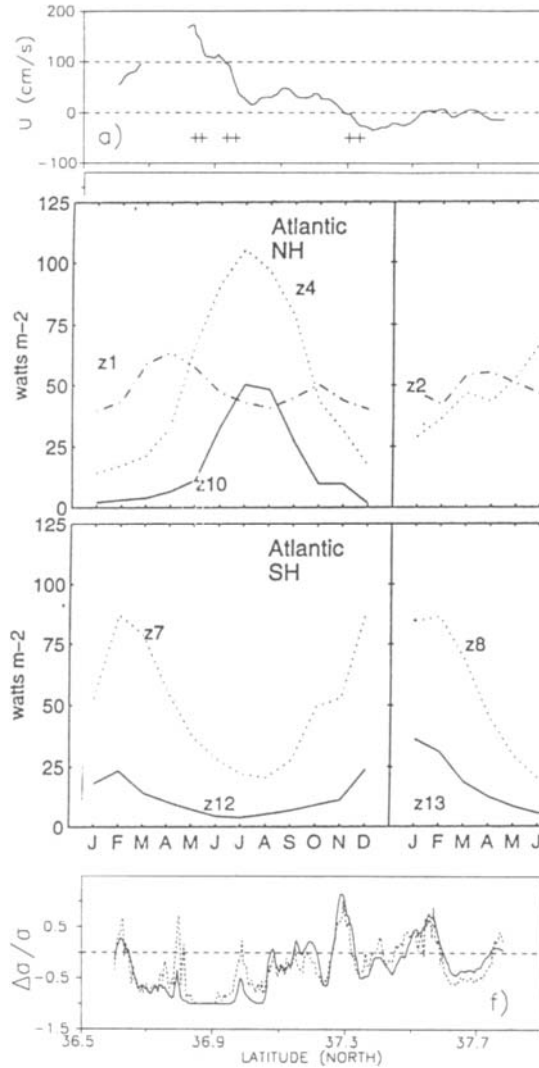 200
100
0
-100
U (cm/s)
a)
125
100
75
50
25
0
watts m-2
Atlantic
NH
z4
z1
z10
z2
125
100
75
50
25
0
watts m-2
Atlantic
SH
z7
z12
z8
z13
J F M A M J J A S O N D J F M A M J
0.5
-0.5
-1.5
Δσ/σ
f)
36.5 36.9 37.3 37.7
LATITUDE (NORTH)